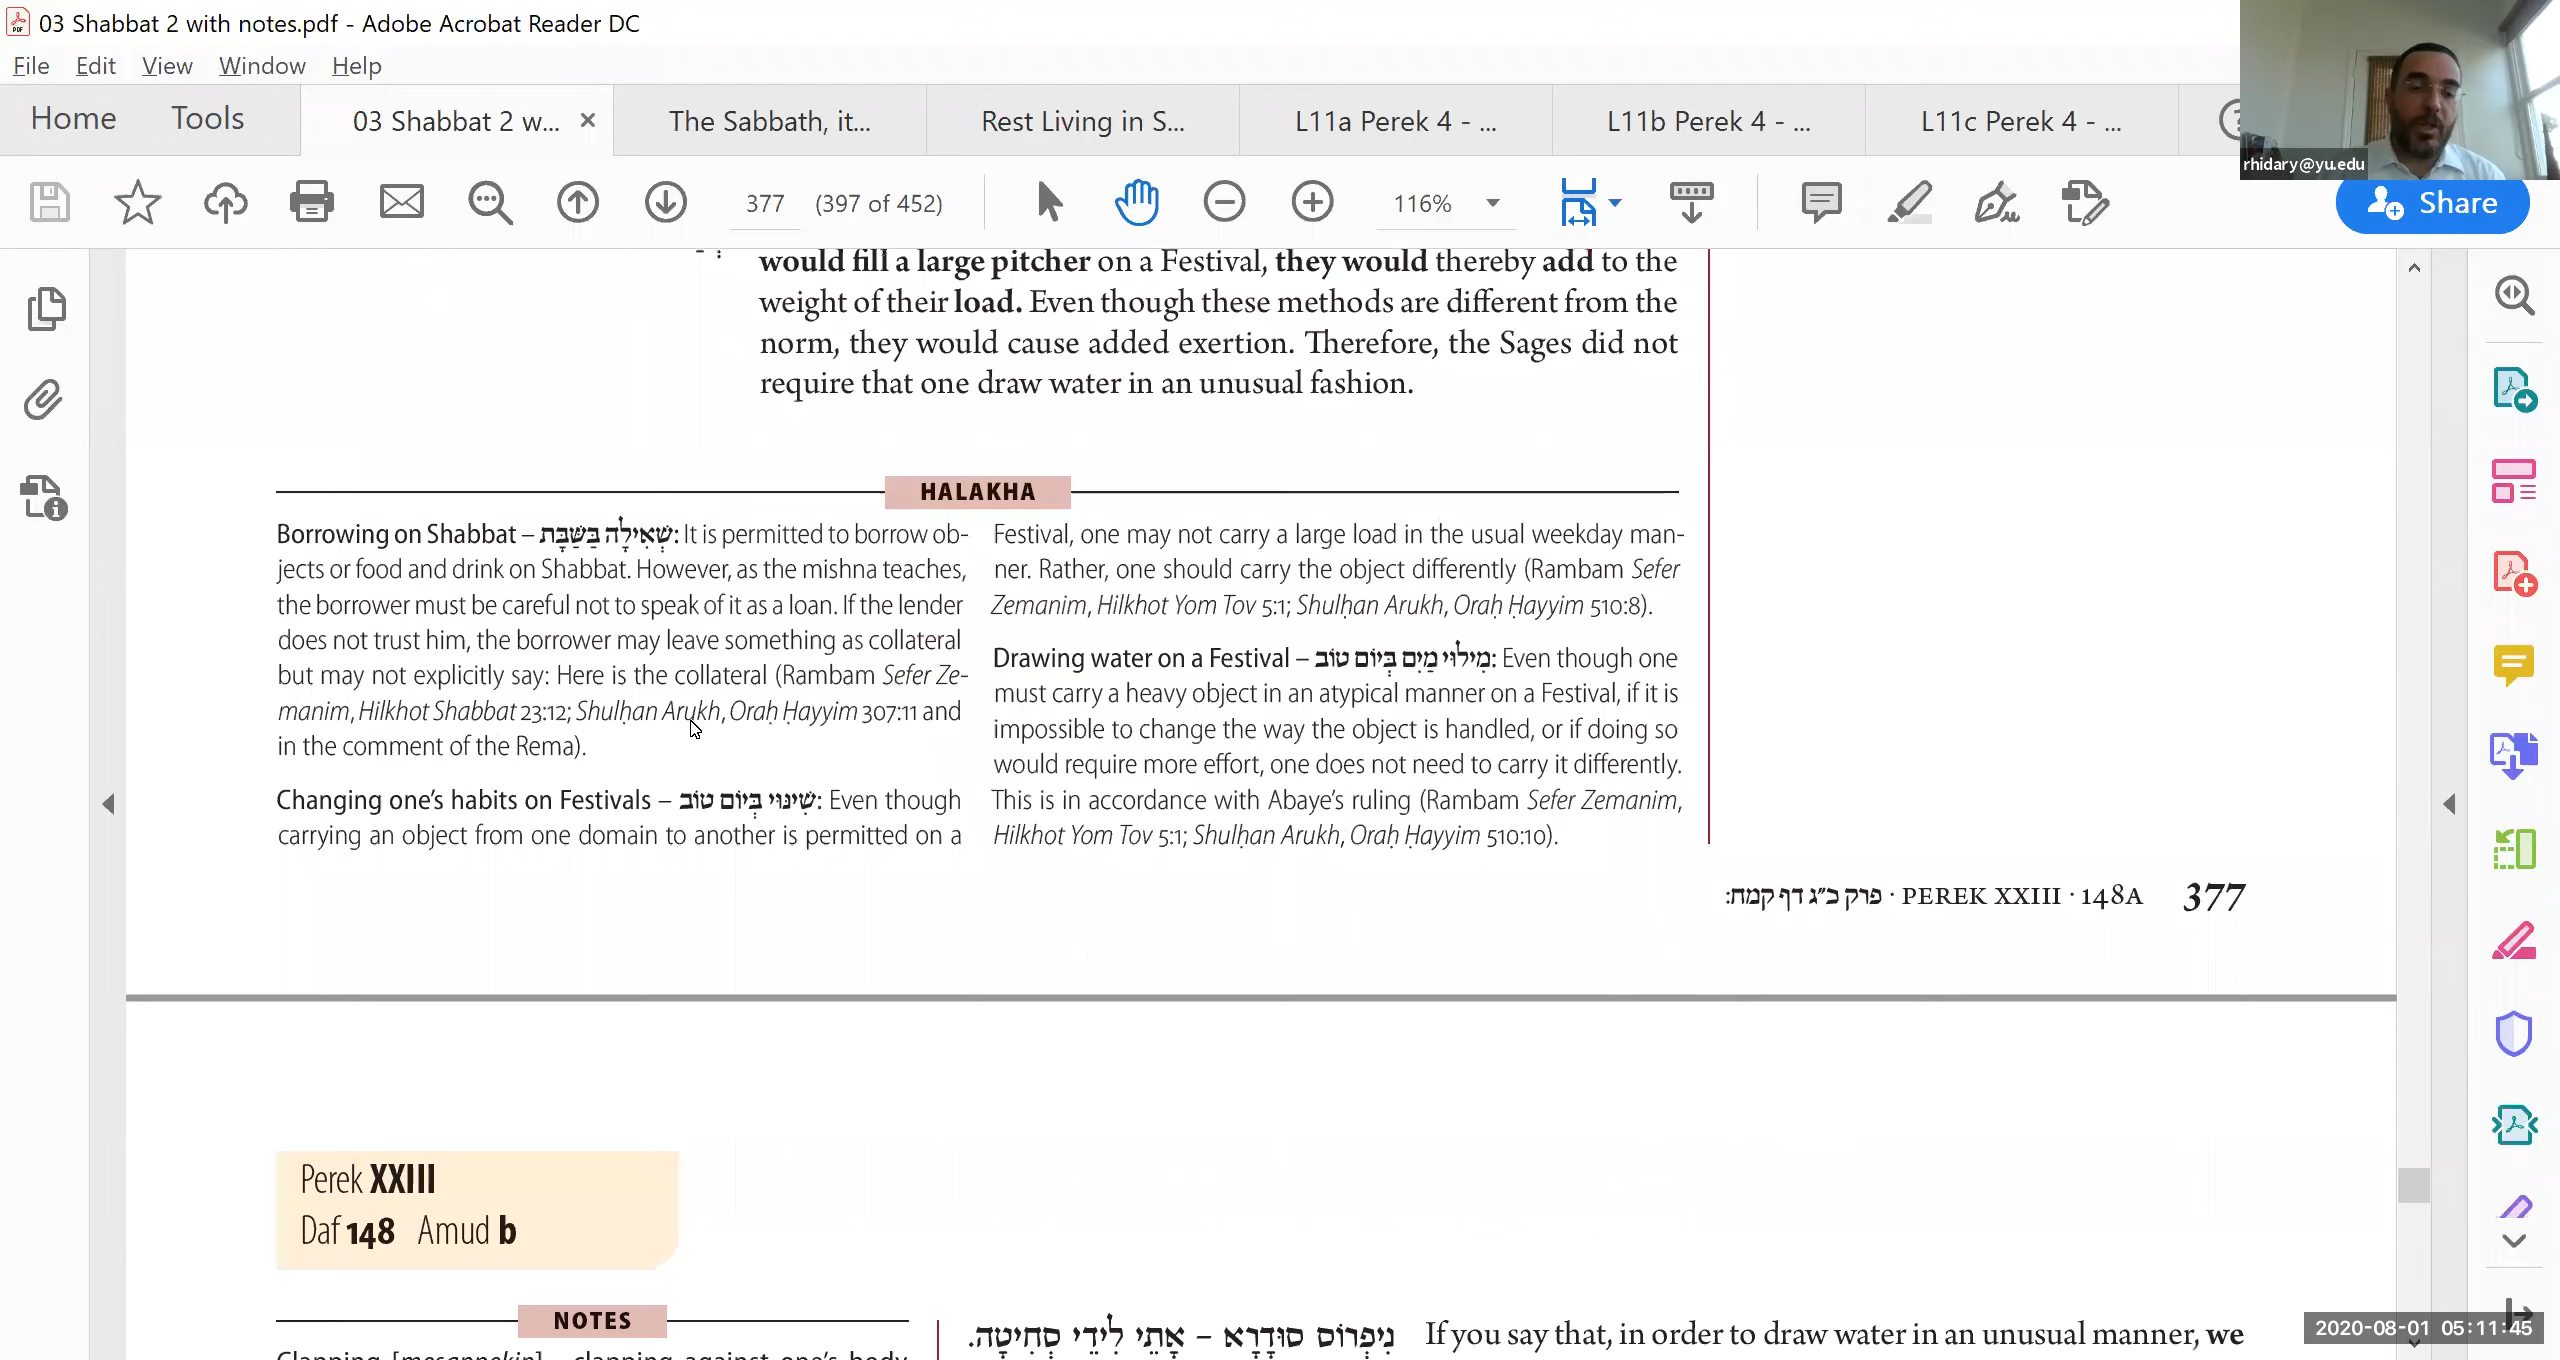 03 Shabbat 2 with notes.pdf - Adobe Acrobat Reader DC
File Edit View Window Help
Home Tools 03 Shabbat 2 w... × The Sabbath, it... Rest Living in S... L11a Perek 4 - ... L11b Perek 4 - ... L11c Perek 4 - ...
rhidary@yu.edu
377 (397 of 452) 116% Share
would fill a large pitcher on a Festival, they would thereby add to the
weight of their load. Even though these methods are different from the
norm, they would cause added exertion. Therefore, the Sages did not
require that one draw water in an unusual fashion.
HALAKHA
Borrowing on Shabbat – שְׁאִילָה בַּשַּׁבָּת: It is permitted to borrow ob-
jects or food and drink on Shabbat. However, as the mishna teaches,
the borrower must be careful not to speak of it as a loan. If the lender
does not trust him, the borrower may leave something as collateral
but may not explicitly say: Here is the collateral (Rambam Sefer Ze-
manim, Hilkhot Shabbat 23:12; Shulḥan Arukh, Oraḥ Ḥayyim 307:11 and
in the comment of the Rema).
Changing one's habits on Festivals – שִׁינּוּי בְּיוֹם טוֹב: Even though
carrying an object from one domain to another is permitted on a
Festival, one may not carry a large load in the usual weekday man-
ner. Rather, one should carry the object differently (Rambam Sefer
Zemanim, Hilkhot Yom Tov 5:1; Shulḥan Arukh, Oraḥ Ḥayyim 510:8).
Drawing water on a Festival – מִילּוּי מַיִם בְּיוֹם טוֹב: Even though one
must carry a heavy object in an atypical manner on a Festival, if it is
impossible to change the way the object is handled, or if doing so
would require more effort, one does not need to carry it differently.
This is in accordance with Abaye's ruling (Rambam Sefer Zemanim,
Hilkhot Yom Tov 5:1; Shulḥan Arukh, Oraḥ Ḥayyim 510:10).
פרק כ״ג דף קמח: · PEREK XXIII · 148A 377
Perek XXIII
Daf 148 Amud b
NOTES
Clapping [mesappekin] – clapping against one's body
נִיפְרוֹס סוּדָרָא – אָתֵי לִידֵי סְחִיטָה.
If you say that, in order to draw water in an unusual manner, we
2020-08-01 05:11:45